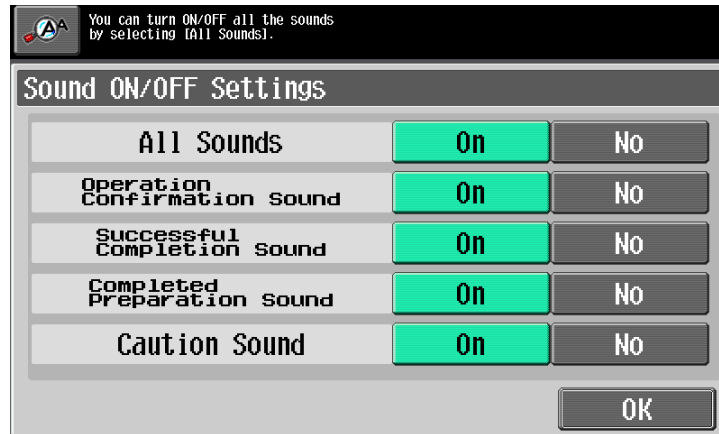 You can turn ON/OFF all the sounds
by selecting [All Sounds].
Sound ON/OFF Settings
All Sounds On No
Operation
Confirmation Sound On No
Successful
Completion Sound On No
Completed
Preparation Sound On No
Caution Sound On No
OK